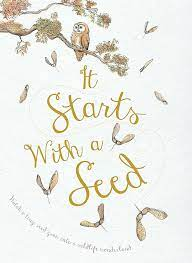 It
Starts
With a
Seed
Watch a tiny seed grow into a wildlife wonderland